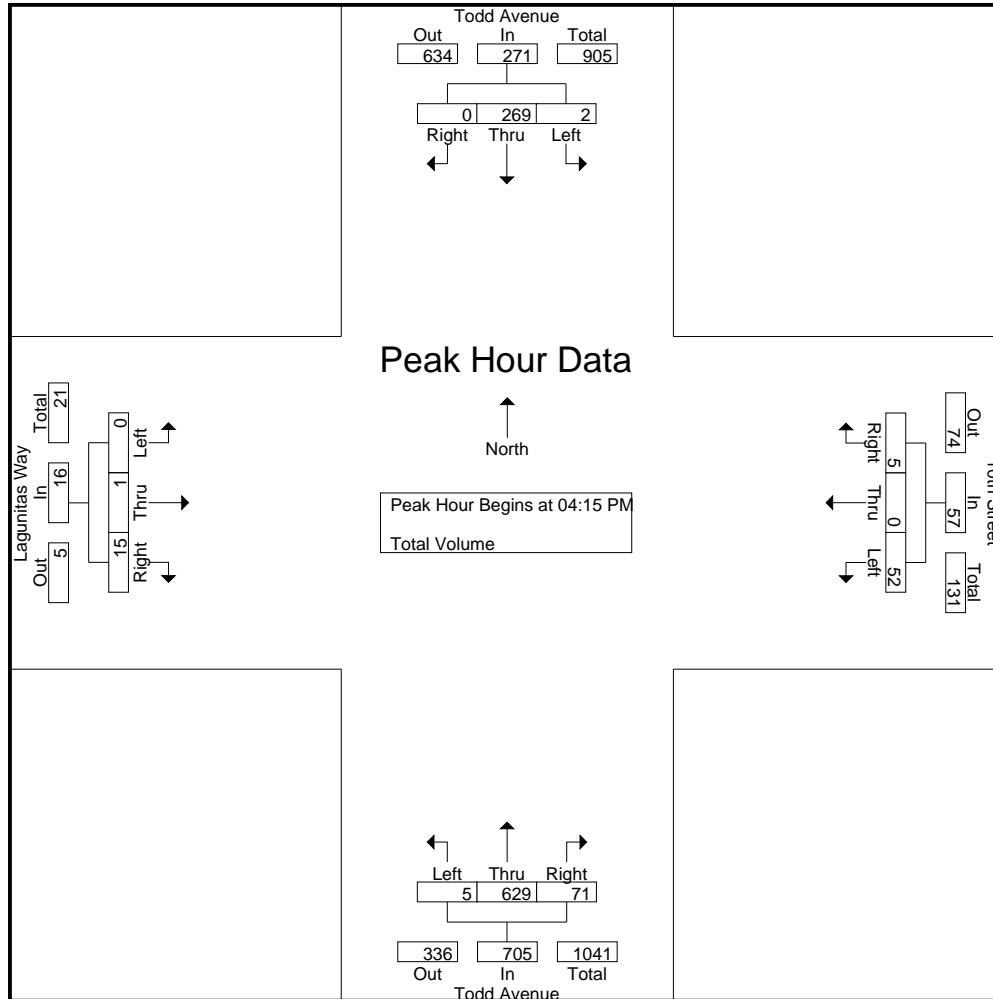 Todd Avenue
Out In Total
634 271 905
0 269 2
Right Thru Left
Peak Hour Data
North
Peak Hour Begins at 04:15 PM
Total Volume
Lagunitas Way
Out In Total
5 16 21
15 1 0
Right Thru Left
Out In Total
74 57 131
5 0 52
Right Thru Left
Street
Left Thru Right
5 629 71
336 705 1041
Out In Total
Todd Avenue